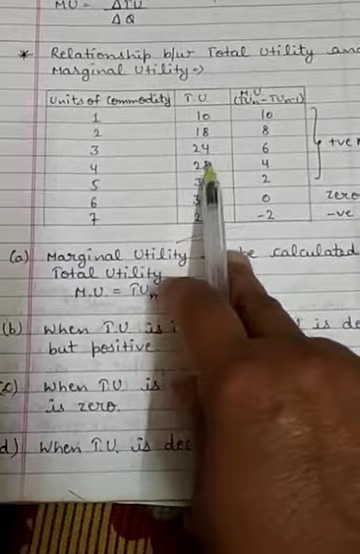 MU = ΔTU
ΔQ
* Relationship b/w Total Utility and
Marginal Utility⇒
Units of Commodity T.U. M.U (TUn-TUn-1)
1 10 10
2 18 8
3 24 6 +ve
4 28 4
5 2
6 0 zero
7 -2 -ve
(a) Marginal Utility be calculated
Total Utility
M.U = TUn
(b) When T.U is is
but positive
(c) When T.U is
is zero.
(d) When T.U. is